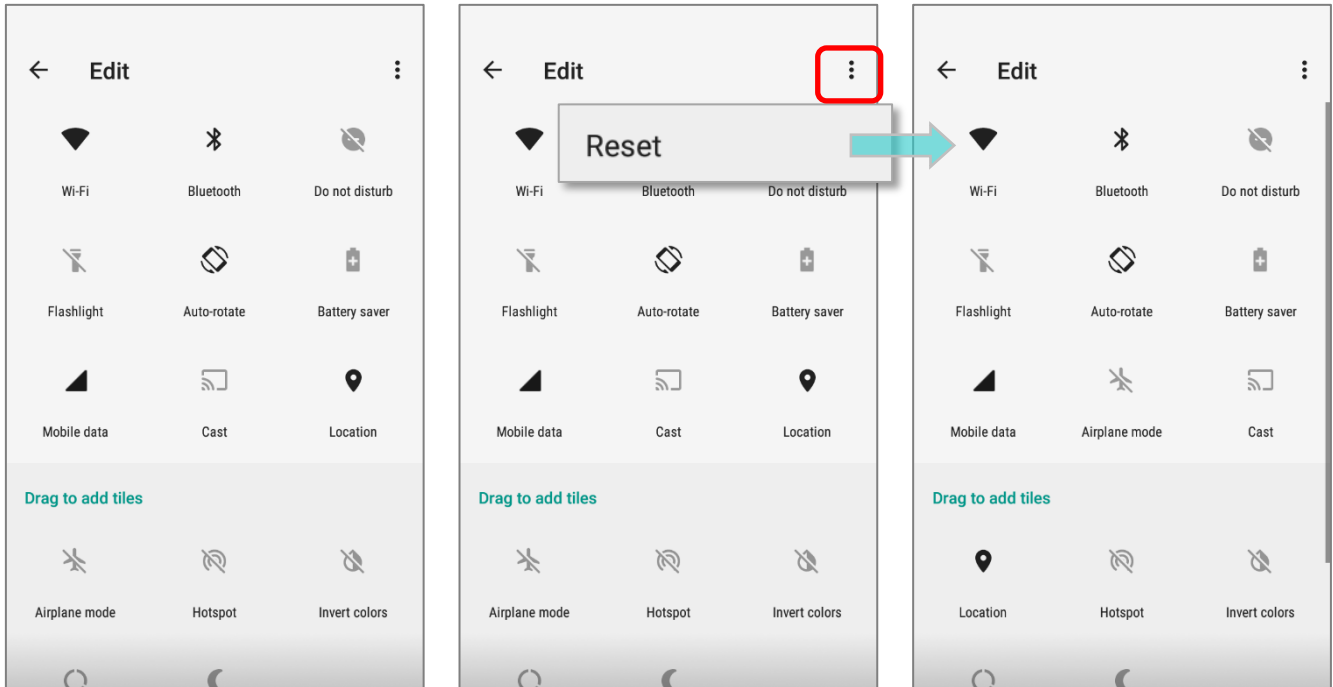 Edit
Wi-Fi Bluetooth Do not disturb
Flashlight Auto-rotate Battery saver
Mobile data Cast Location
Drag to add tiles
Airplane mode Hotspot Invert colors
Edit
Reset
Wi-Fi Bluetooth Do not disturb
Flashlight Auto-rotate Battery saver
Mobile data Cast Location
Drag to add tiles
Airplane mode Hotspot Invert colors
Edit
Wi-Fi Bluetooth Do not disturb
Flashlight Auto-rotate Battery saver
Mobile data Airplane mode Cast
Drag to add tiles
Location Hotspot Invert colors